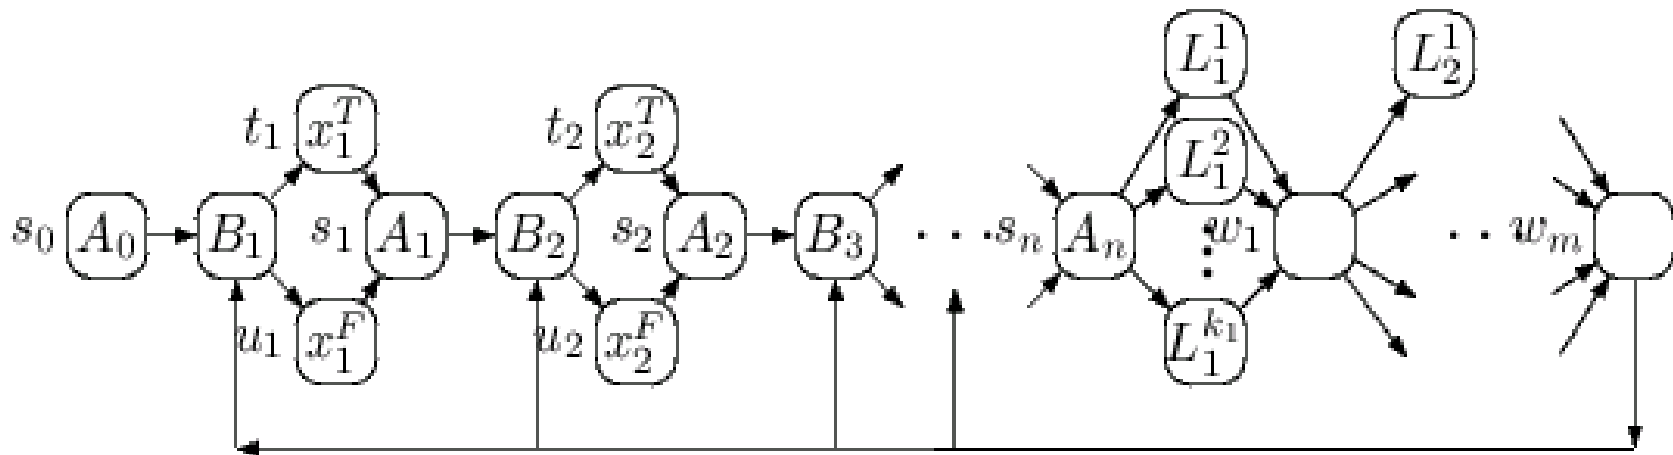 L_1^1 L_2^1
t_1 x_1^T t_2 x_2^T L_1^2
s_0 A_0 B_1 s_1 A_1 B_2 s_2 A_2 B_3 · · · s_n A_n ⋮ w_1 · · w_m
u_1 x_1^F u_2 x_2^F L_1^{k_1}